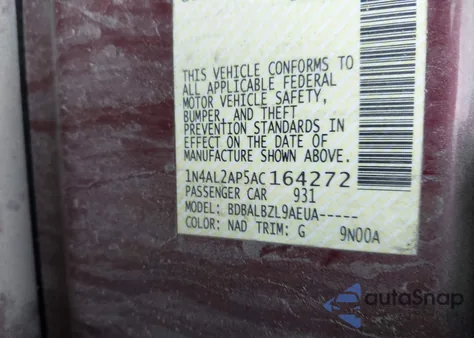 THIS VEHICLE CONFORMS TO
ALL APPLICABLE FEDERAL
MOTOR VEHICLE SAFETY,
BUMPER, AND THEFT
PREVENTION STANDARDS IN
EFFECT ON THE DATE OF
MANUFACTURE SHOWN ABOVE.
1N4AL2AP5AC164272
PASSENGER CAR 931
MODEL: BDBALBZL9AEUA-----
COLOR: NAD TRIM: G 9N00A
autoSnap